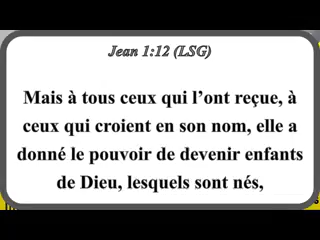 Jean 1:12 (LSG)
Mais à tous ceux qui l’ont reçue, à
ceux qui croient en son nom, elle a
donné le pouvoir de devenir enfants
de Dieu, lesquels sont nés,